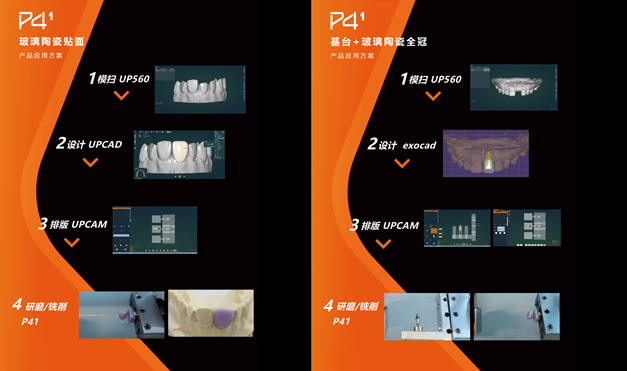 P41
玻璃陶瓷贴面
产品应用方案
1 模扫 UP560
2 设计 UPCAD
3 排版 UPCAM
4 研磨/铣削
P41
P41
基台+玻璃陶瓷全冠
产品应用方案
1 模扫 UP560
2 设计 exocad
3 排版 UPCAM
4 研磨/铣削
P41